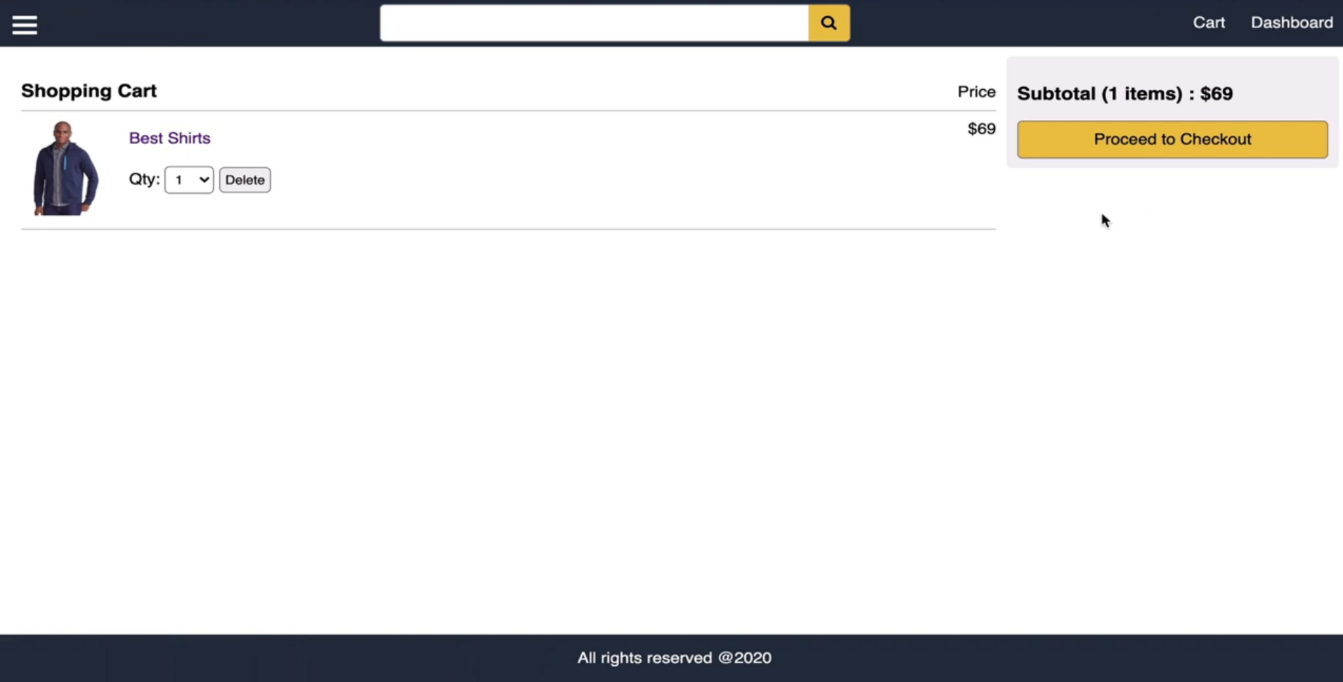 Cart Dashboard
Shopping Cart Price
Best Shirts $69
Qty: 1 Delete
Subtotal (1 items) : $69
Proceed to Checkout
All rights reserved @2020